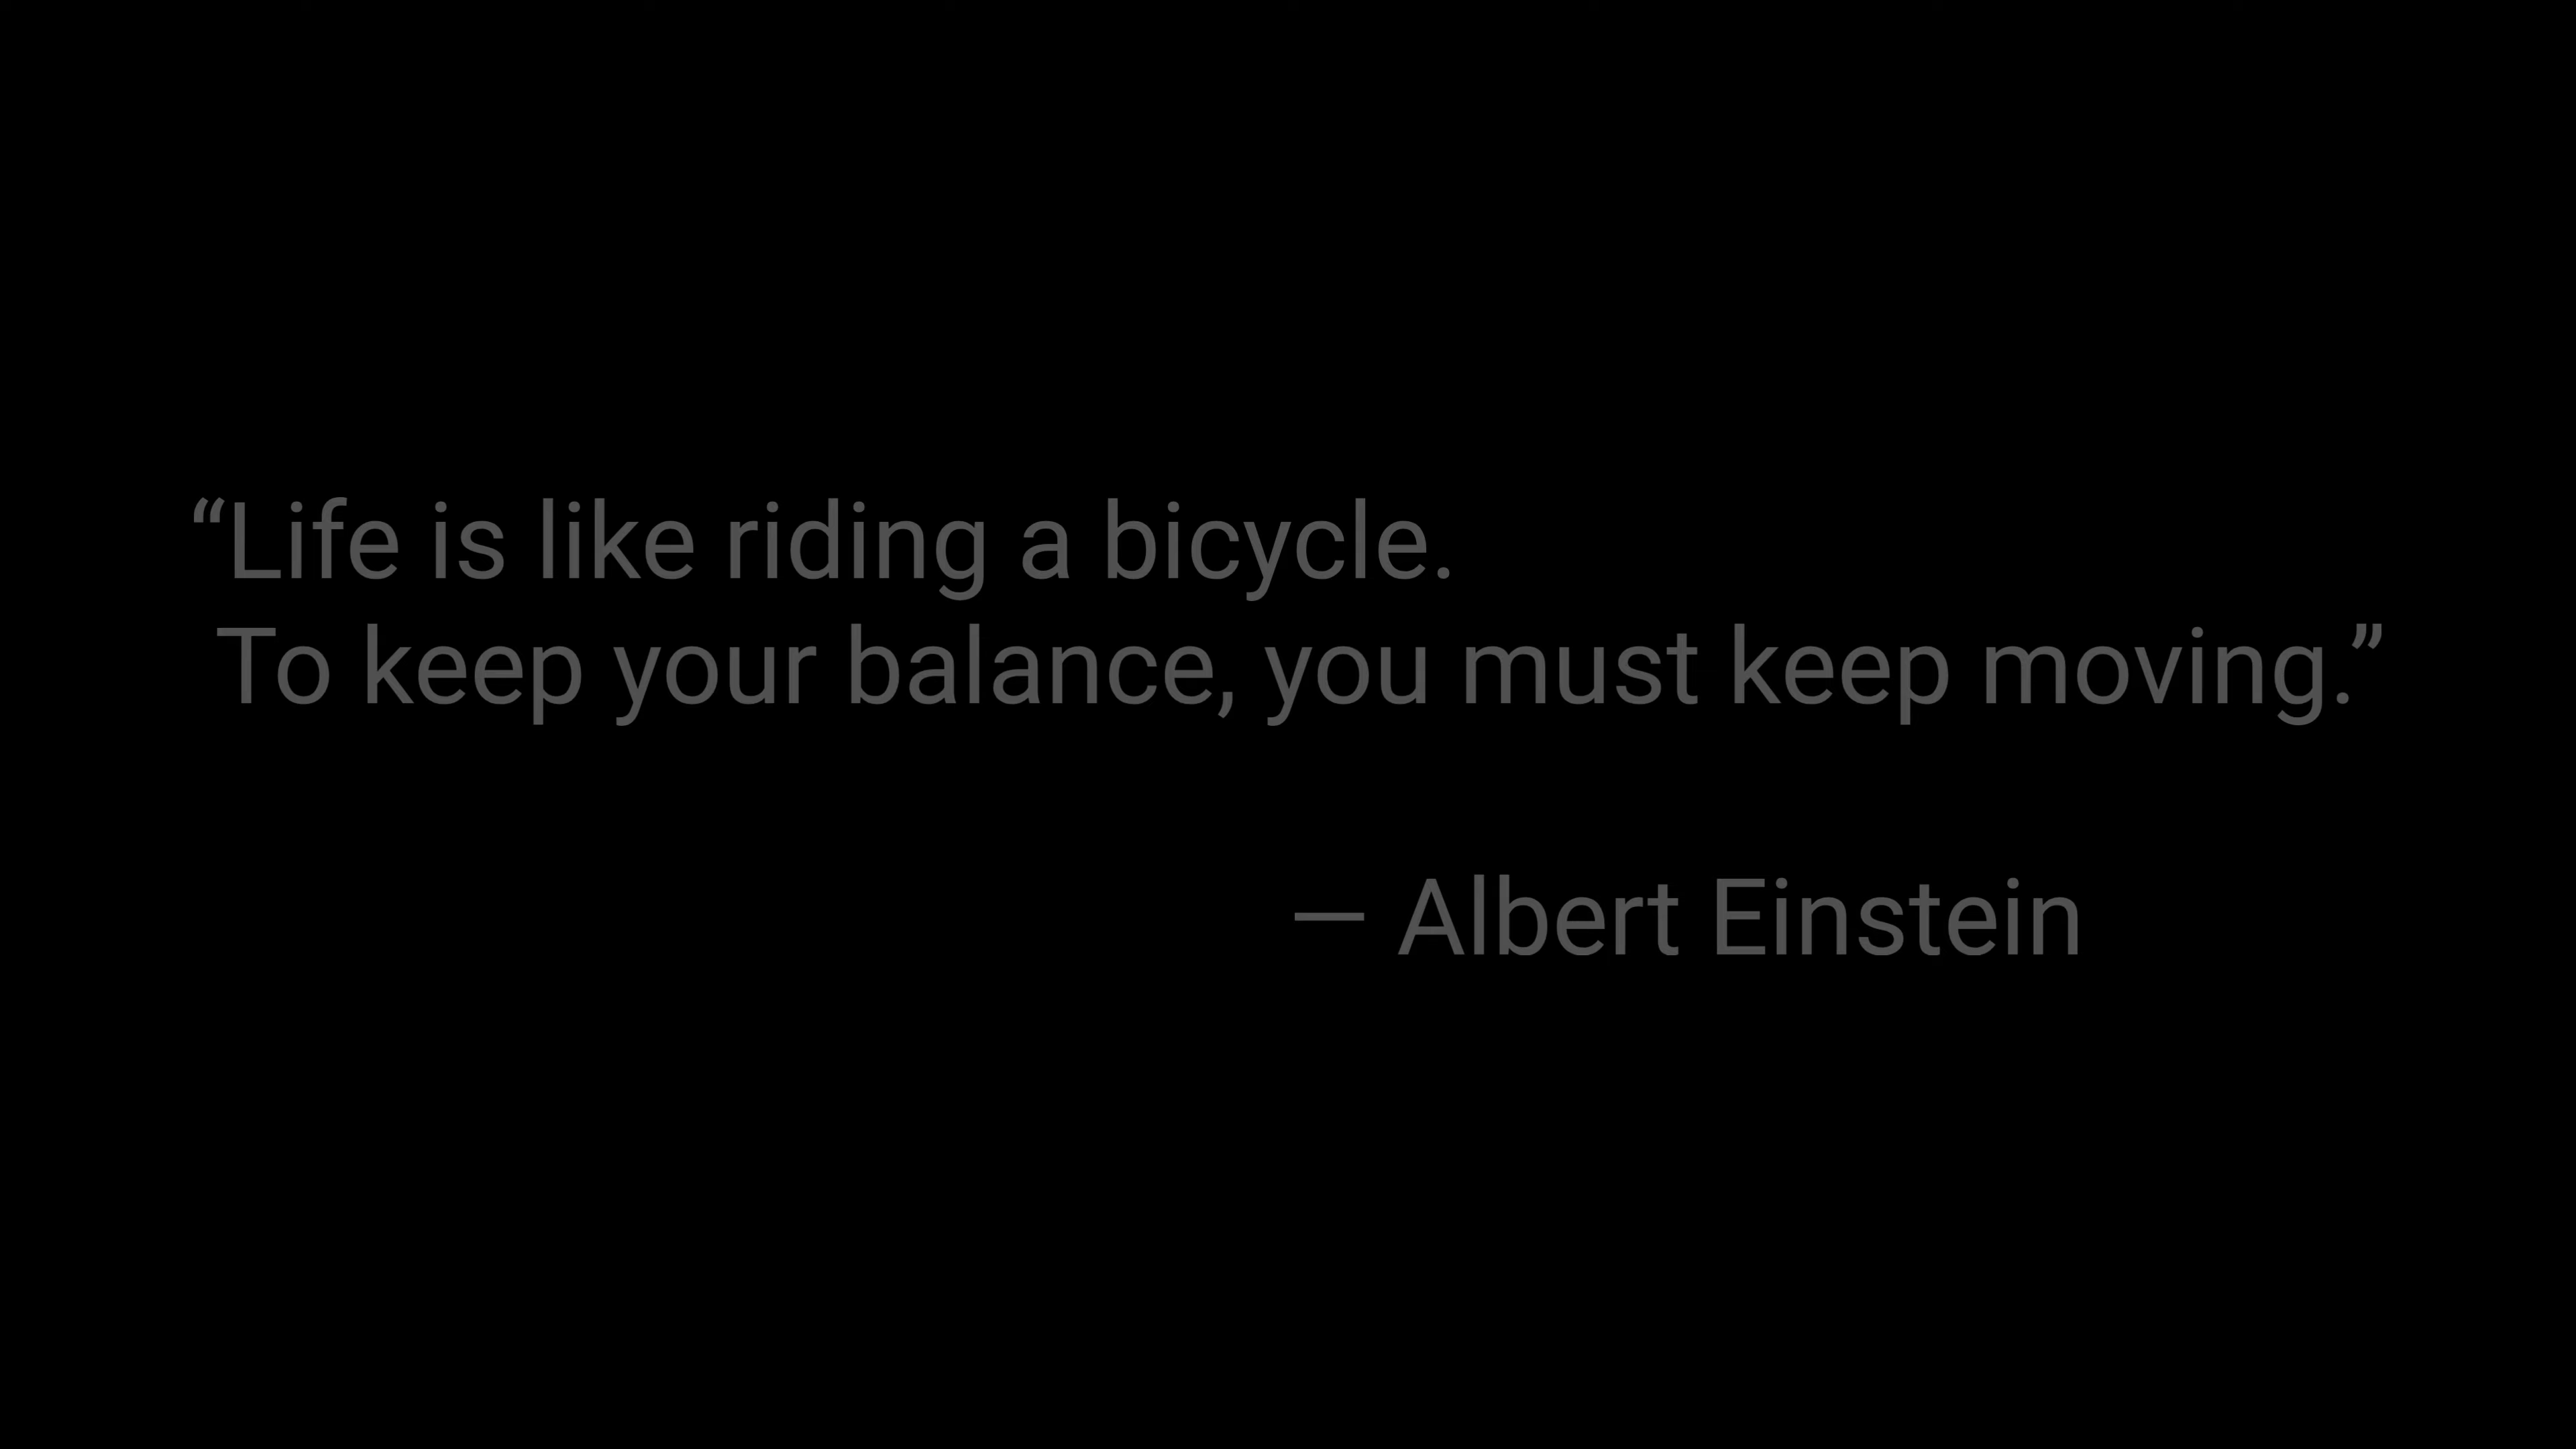 “Life is like riding a bicycle.
To keep your balance, you must keep moving.”
— Albert Einstein